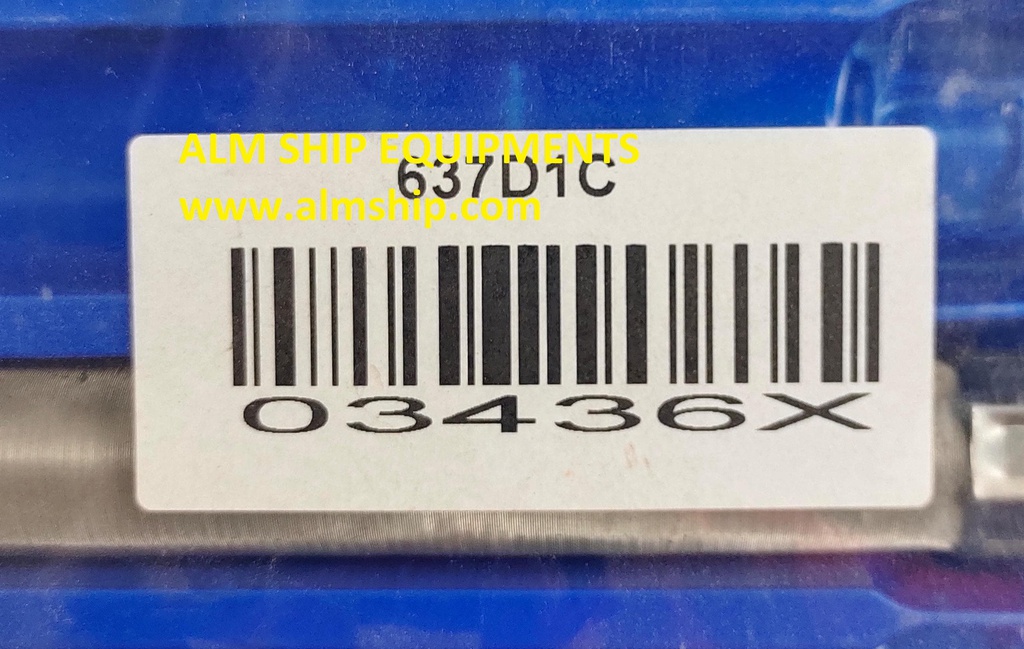 ALM SHIP EQUIPMENTS
637D1C
www.almship.com
03436X